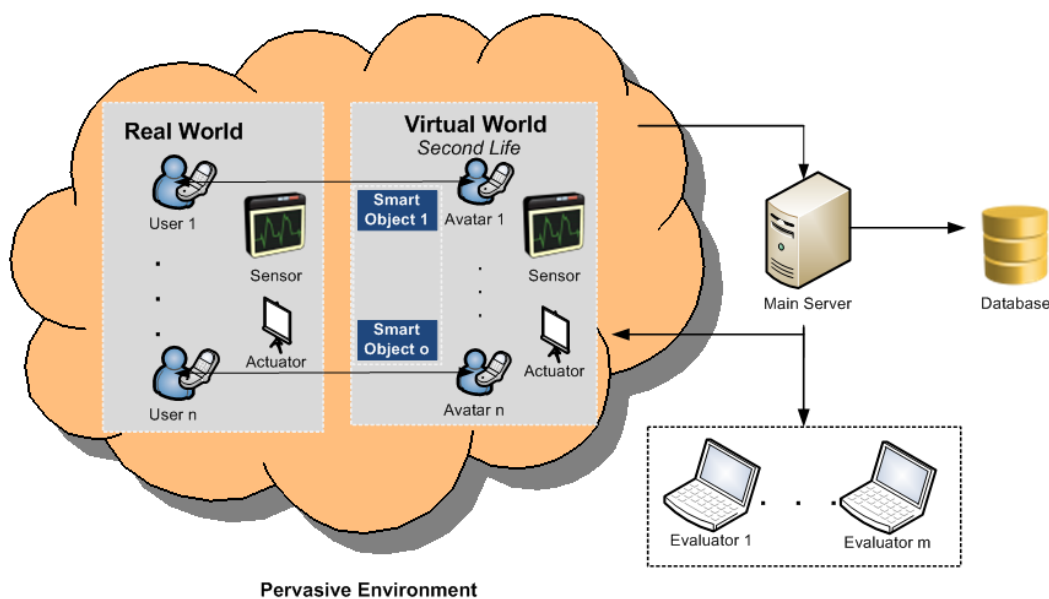 Real World
User 1
Sensor
Actuator
User n
Virtual World
Second Life
Smart
Object 1
Avatar 1
Sensor
Smart
Object o
Actuator
Avatar n
Main Server
Database
Evaluator 1
Evaluator m
Pervasive Environment